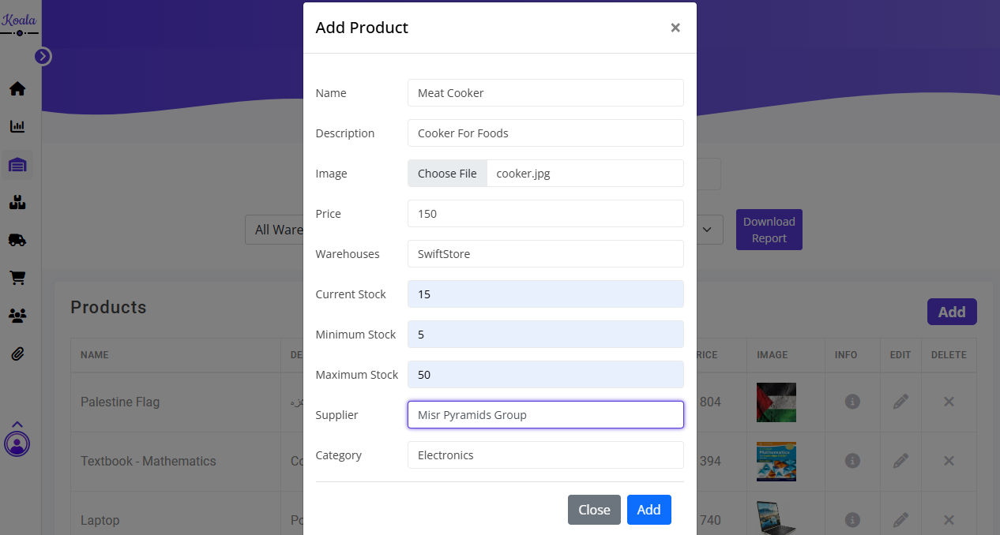 Koala
Add Product
×
Name
Meat Cooker
Description
Cooker For Foods
Image
Choose File
cooker.jpg
Price
150
Warehouses
SwiftStore
Current Stock
15
Minimum Stock
5
Maximum Stock
50
Supplier
Misr Pyramids Group
Category
Electronics
Close
Add
All Ware
Download
Report
Products
Add
NAME
DE
RICE
IMAGE
INFO
EDIT
DELETE
Palestine Flag
804
Textbook - Mathematics
Co
394
Mathematics
Laptop
Po
740